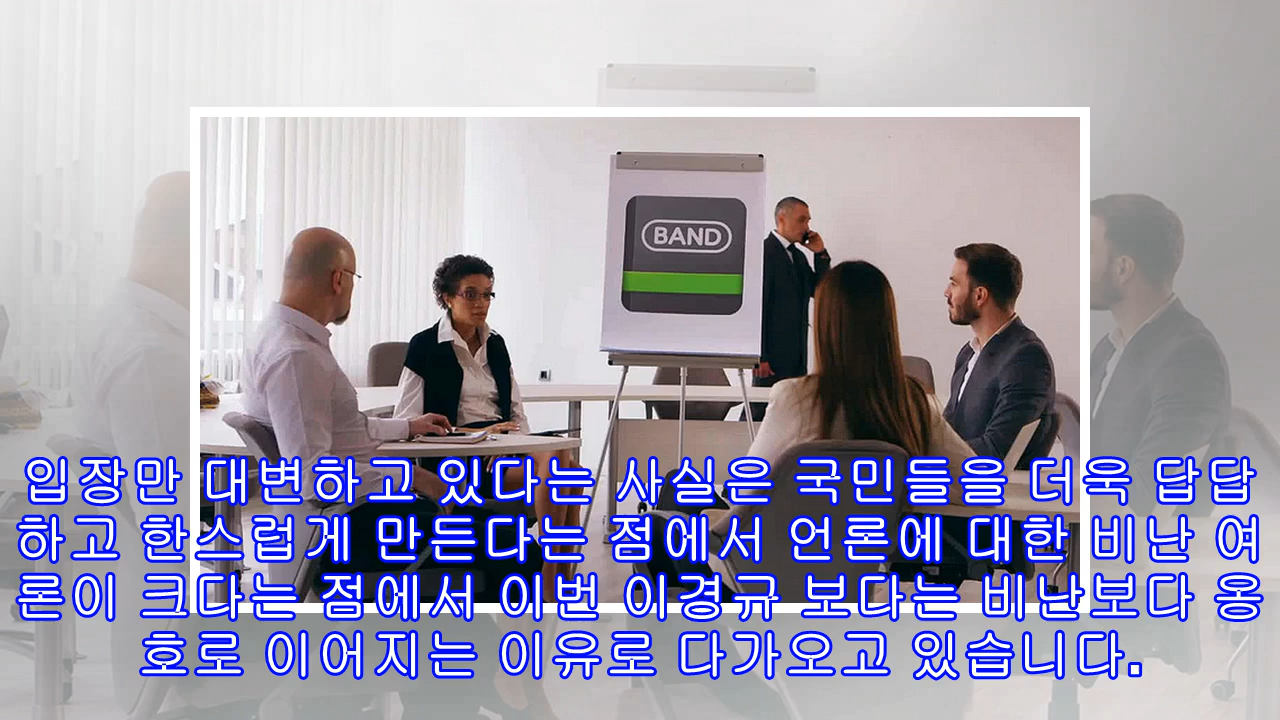 BAND
입장만 대변하고 있다는 사실은 국민들을 더욱 답답
하고 한스럽게 만든다는 점에서 언론에 대한 비난 여
론이 크다는 점에서 이번 이경규 보다는 비난보다 옹
호로 이어지는 이유로 다가오고 있습니다.